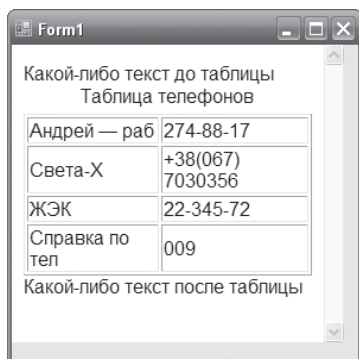 Form1
Какой-либо текст до таблицы
Таблица телефонов
Андрей — раб 274-88-17
Света-Х +38(067)
7030356
ЖЭК 22-345-72
Справка по
тел 009
Какой-либо текст после таблицы